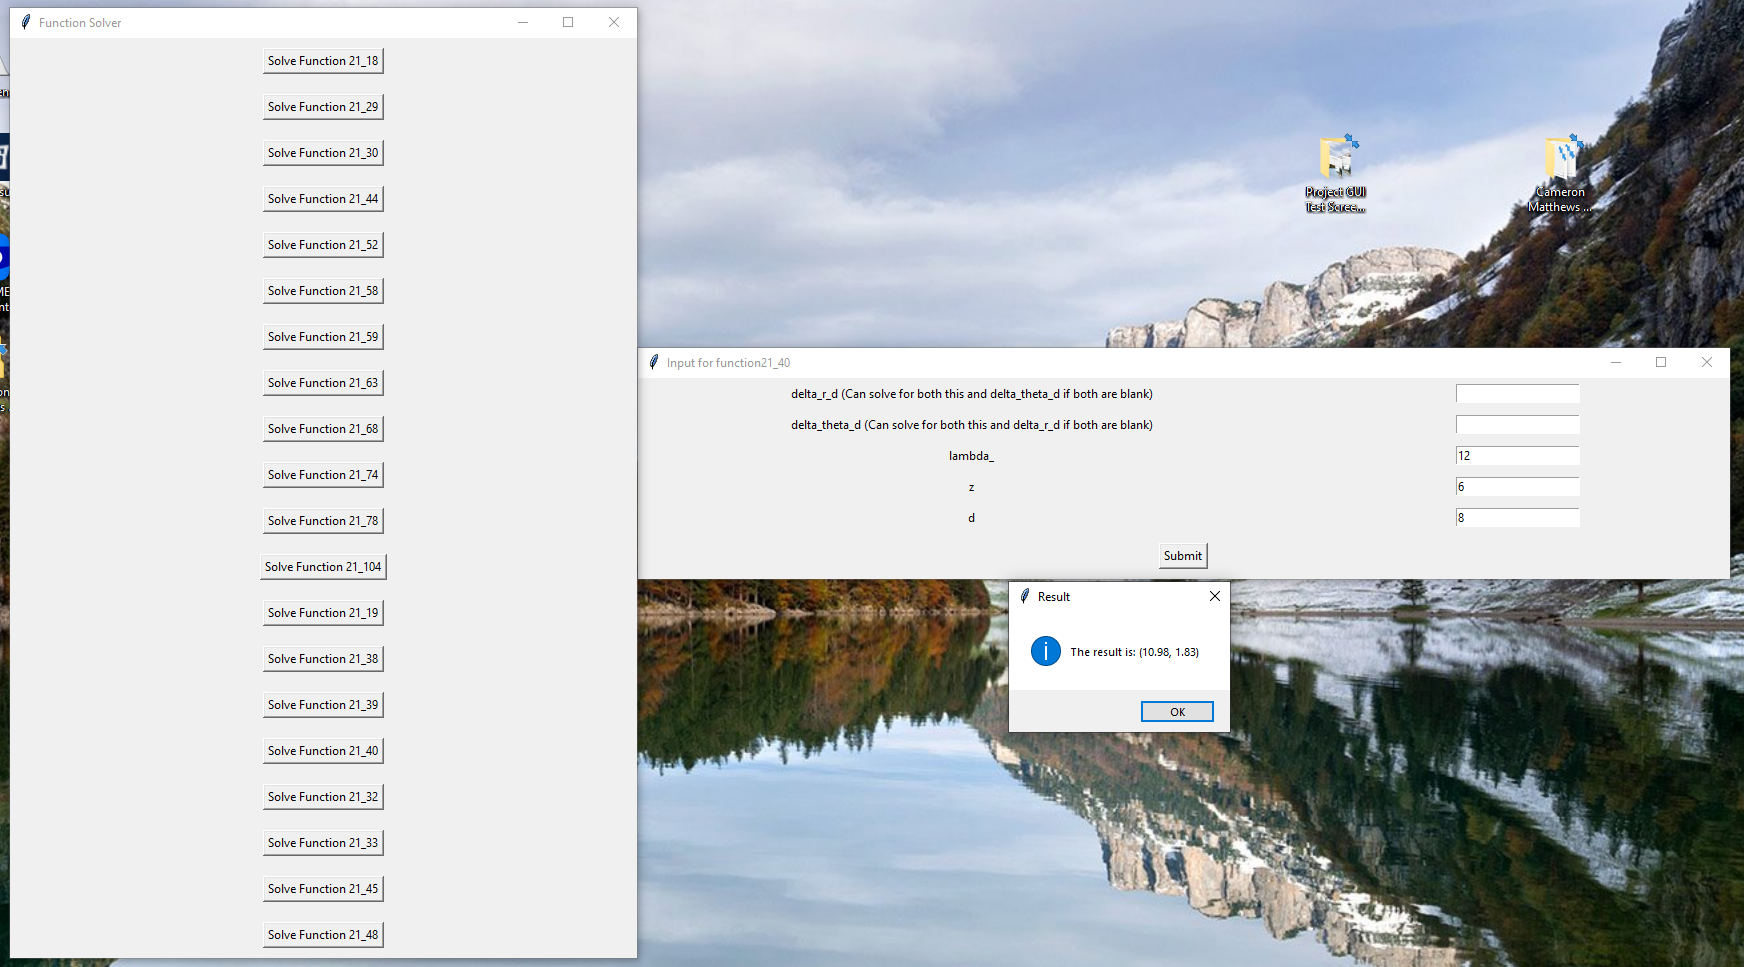 Function Solver
Solve Function 21_18
Solve Function 21_29
Solve Function 21_30
Solve Function 21_44
Solve Function 21_52
Solve Function 21_58
Solve Function 21_59
Solve Function 21_63
Solve Function 21_68
Solve Function 21_74
Solve Function 21_78
Solve Function 21_104
Solve Function 21_19
Solve Function 21_38
Solve Function 21_39
Solve Function 21_40
Solve Function 21_32
Solve Function 21_33
Solve Function 21_45
Solve Function 21_48
Project GUI
Test Scree...
Cameron
Matthews ...
Input for function21_40
delta_r_d (Can solve for both this and delta_theta_d if both are blank)
delta_theta_d (Can solve for both this and delta_r_d if both are blank)
lambda_ 12
z 6
d 8
Submit
Result
The result is: (10.98, 1.83)
OK